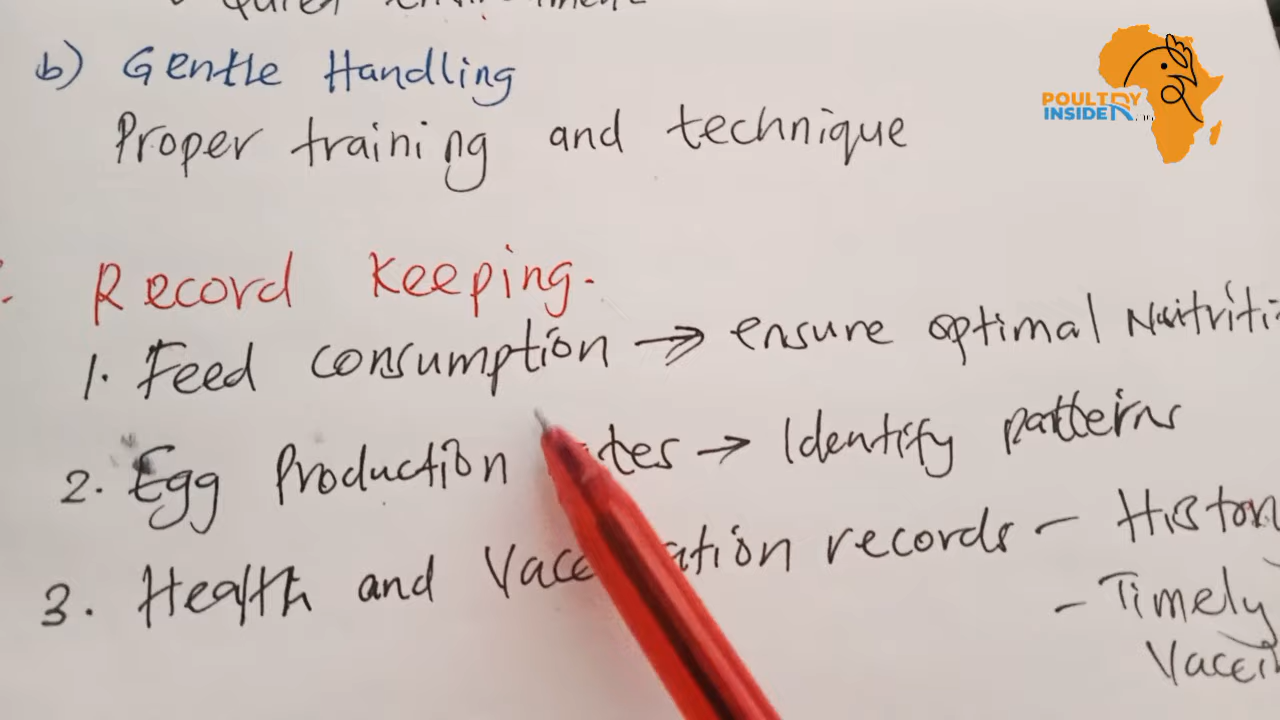 b) Gentle Handling
Proper training and technique
Record Keeping.
1. Feed consumption → ensure optimal
2. Egg Production → Identify patterns
3. Health and records -
- Timely
POULTRY
INSIDER